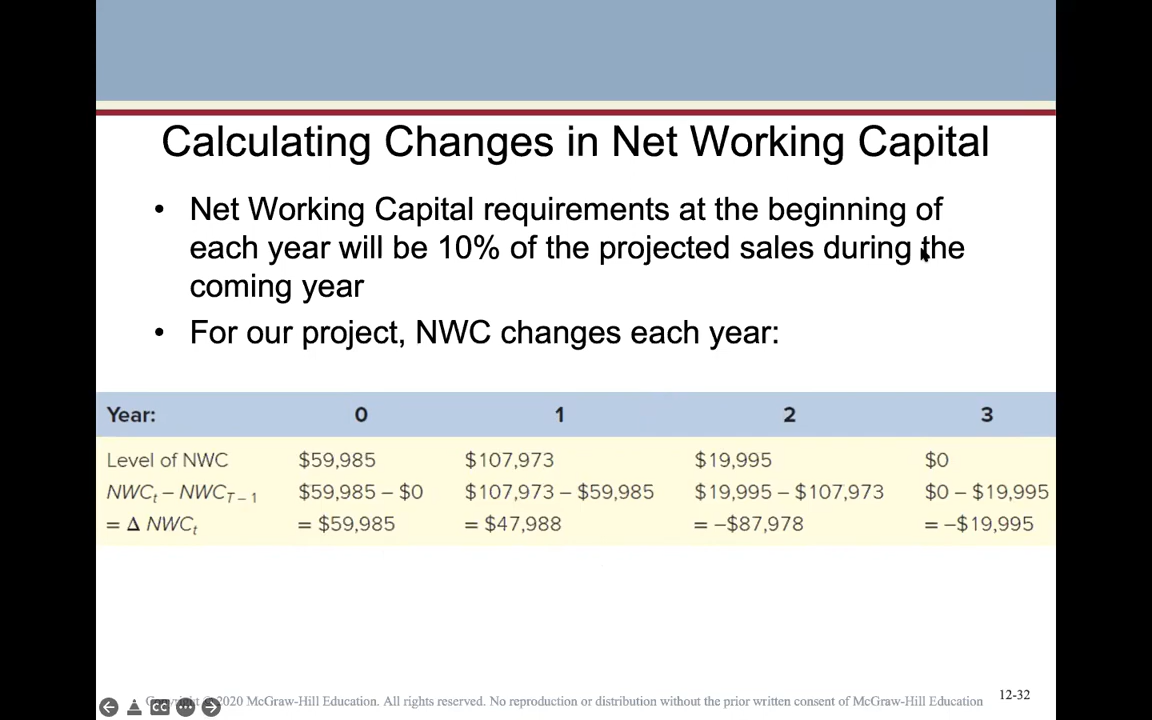 Calculating Changes in Net Working Capital
• Net Working Capital requirements at the beginning of
each year will be 10% of the projected sales during the
coming year
• For our project, NWC changes each year:
Year: 0 1 2 3
Level of NWC $59,985 $107,973 $19,995 $0
NWCt – NWCT – 1 $59,985 – $0 $107,973 – $59,985 $19,995 – $107,973 $0 – $19,995
= Δ NWCt = $59,985 = $47,988 = –$87,978 = –$19,995
12-32
CC 2020 McGraw-Hill Education. All rights reserved. No reproduction or distribution without the prior written consent of McGraw-Hill Education